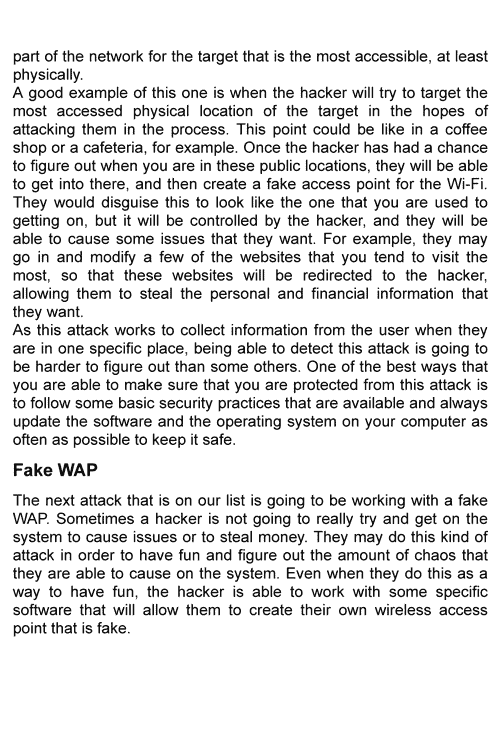 part of the network for the target that is the most accessible, at least
physically.
A good example of this one is when the hacker will try to target the
most accessed physical location of the target in the hopes of
attacking them in the process. This point could be like in a coffee
shop or a cafeteria, for example. Once the hacker has had a chance
to figure out when you are in these public locations, they will be able
to get into there, and then create a fake access point for the Wi-Fi.
They would disguise this to look like the one that you are used to
getting on, but it will be controlled by the hacker, and they will be
able to cause some issues that they want. For example, they may
go in and modify a few of the websites that you tend to visit the
most, so that these websites will be redirected to the hacker,
allowing them to steal the personal and financial information that
they want.
As this attack works to collect information from the user when they
are in one specific place, being able to detect this attack is going to
be harder to figure out than some others. One of the best ways that
you are able to make sure that you are protected from this attack is
to follow some basic security practices that are available and always
update the software and the operating system on your computer as
often as possible to keep it safe.
Fake WAP
The next attack that is on our list is going to be working with a fake
WAP. Sometimes a hacker is not going to really try and get on the
system to cause issues or to steal money. They may do this kind of
attack in order to have fun and figure out the amount of chaos that
they are able to cause on the system. Even when they do this as a
way to have fun, the hacker is able to work with some specific
software that will allow them to create their own wireless access
point that is fake.